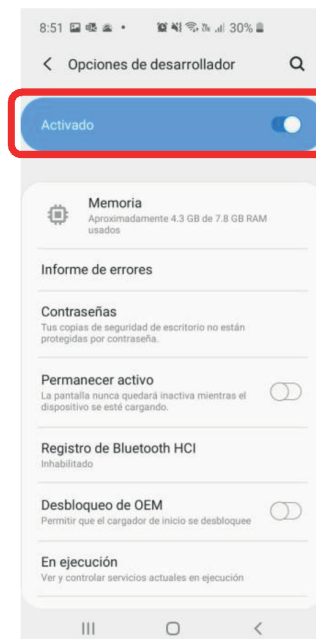 8:51 30%
Opciones de desarrollador
Activado
Memoria
Aproximadamente 4.3 GB de 7.8 GB RAM
usados
Informe de errores
Contraseñas
Tus copias de seguridad de escritorio no están
protegidas por contraseña.
Permanecer activo
La pantalla nunca quedará inactiva mientras el
dispositivo se esté cargando.
Registro de Bluetooth HCI
Inhabilitado
Desbloqueo de OEM
Permitir que el cargador de inicio se desbloquee
En ejecución
Ver y controlar servicios actuales en ejecución